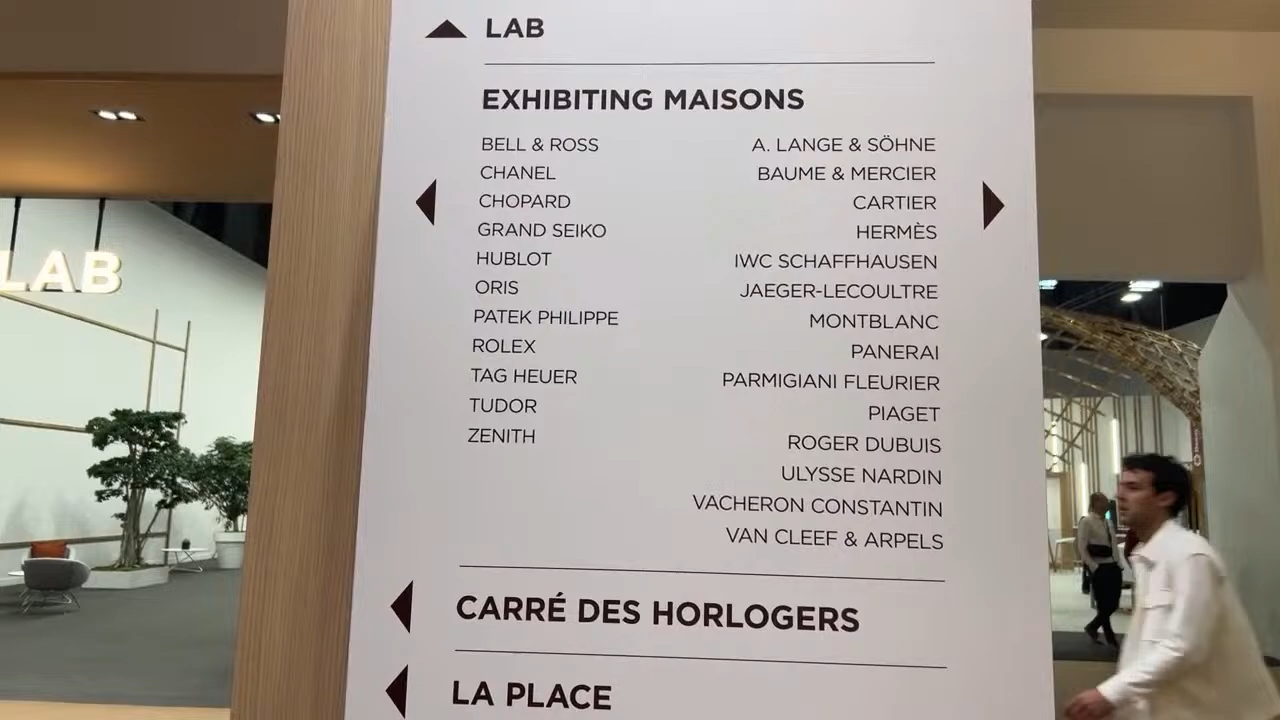 LAB
EXHIBITING MAISONS
BELL & ROSS
CHANEL
CHOPARD
GRAND SEIKO
HUBLOT
ORIS
PATEK PHILIPPE
ROLEX
TAG HEUER
TUDOR
ZENITH
A. LANGE & SÖHNE
BAUME & MERCIER
CARTIER
HERMÈS
IWC SCHAFFHAUSEN
JAEGER-LECOULTRE
MONTBLANC
PANERAI
PARMIGIANI FLEURIER
PIAGET
ROGER DUBUIS
ULYSSE NARDIN
VACHERON CONSTANTIN
VAN CLEEF & ARPELS
CARRÉ DES HORLOGERS
LA PLACE
LAB